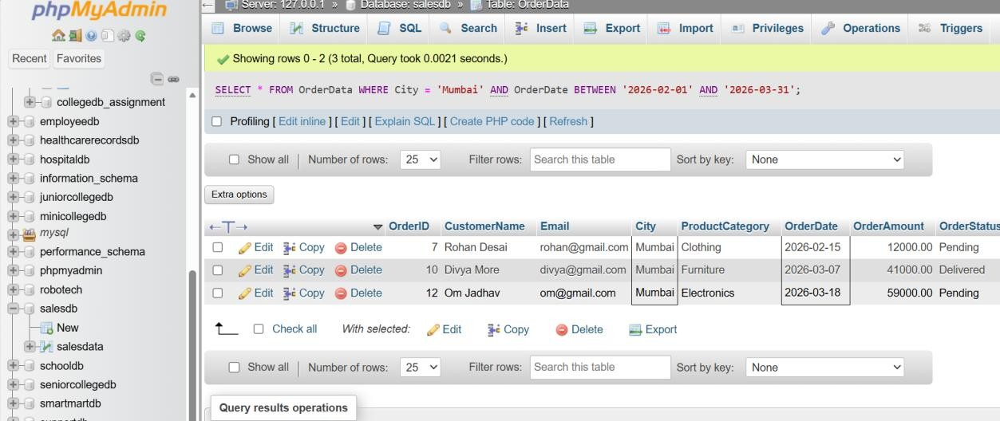 phpMyAdmin
Recent Favorites
collegedb_assignment
employeedb
healthcarerecordsdb
hospitaldb
information_schema
juniorcollegedb
minicollegedb
mysql
performance_schema
phpmyadmin
robotech
salesdb
New
salesdata
schooldb
seniorcollegedb
smartmartdb
Server: 127.0.0.1 » Database: salesdb » Table: OrderData
Browse Structure SQL Search Insert Export Import Privileges Operations Triggers
Showing rows 0 - 2 (3 total, Query took 0.0021 seconds.)
SELECT * FROM OrderData WHERE City = 'Mumbai' AND OrderDate BETWEEN '2026-02-01' AND '2026-03-31';
Profiling [ Edit inline ] [ Edit ] [ Explain SQL ] [ Create PHP code ] [ Refresh ]
Show all | Number of rows: 25 Filter rows: Search this table Sort by key: None
Extra options
←T→ OrderID CustomerName Email City ProductCategory OrderDate OrderAmount OrderStatus
Edit Copy Delete 7 Rohan Desai rohan@gmail.com Mumbai Clothing 2026-02-15 12000.00 Pending
Edit Copy Delete 10 Divya More divya@gmail.com Mumbai Furniture 2026-03-07 41000.00 Delivered
Edit Copy Delete 12 Om Jadhav om@gmail.com Mumbai Electronics 2026-03-18 59000.00 Pending
Check all With selected: Edit Copy Delete Export
Show all | Number of rows: 25 Filter rows: Search this table Sort by key: None
Query results operations